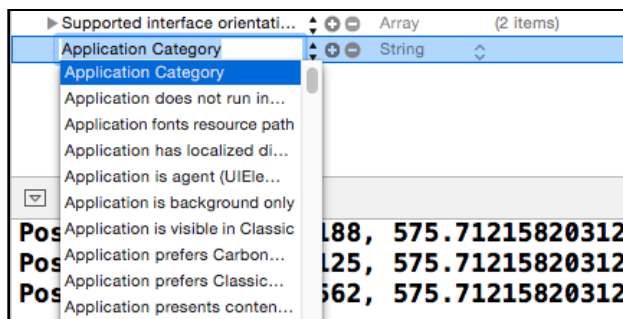 Supported interface orientati... Array (2 items)
Application Category String
Application Category
Application does not run in...
Application fonts resource path
Application has localized di...
Application is agent (UIEle...
Application is background only
Application is visible in Classic
Pos 188, 575.71215820312
Application prefers Carbon...
Pos 125, 575.71215820312
Application prefers Classic...
Pos 562, 575.71215820312
Application presents conten...